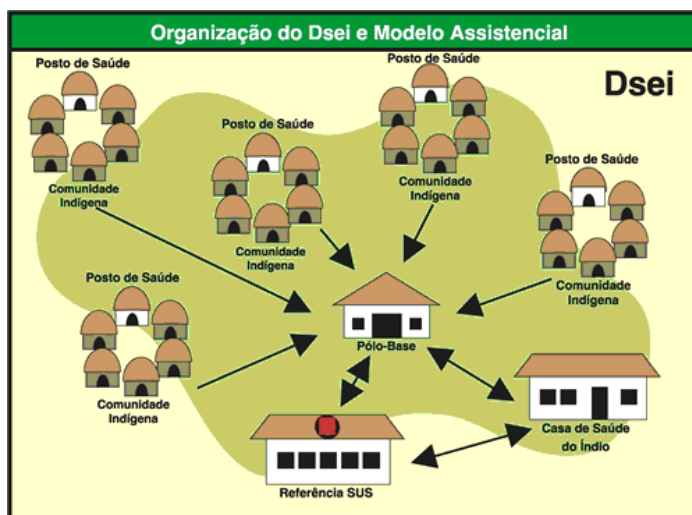 Organização do Dsei e Modelo Assistencial
Dsei
Posto de Saúde
Comunidade
Indígena
Posto de Saúde
Comunidade
Indígena
Posto de Saúde
Comunidade
Indígena
Posto de Saúde
Comunidade
Indígena
Posto de Saúde
Comunidade
Indígena
Pólo-Base
Casa de Saúde
do Índio
Referência SUS